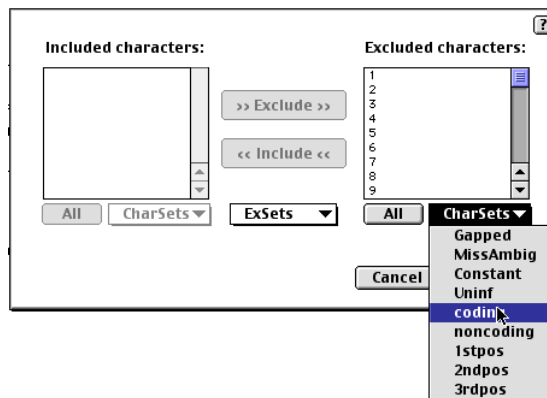 ?
Included characters:
Excluded characters:
1
2
3
4
5
6
7
8
9
>> Exclude >>
<< Include <<
All
CharSets
ExSets
All
CharSets
Cancel
Gapped
MissAmbig
Constant
Uninf
coding
noncoding
1stpos
2ndpos
3rdpos